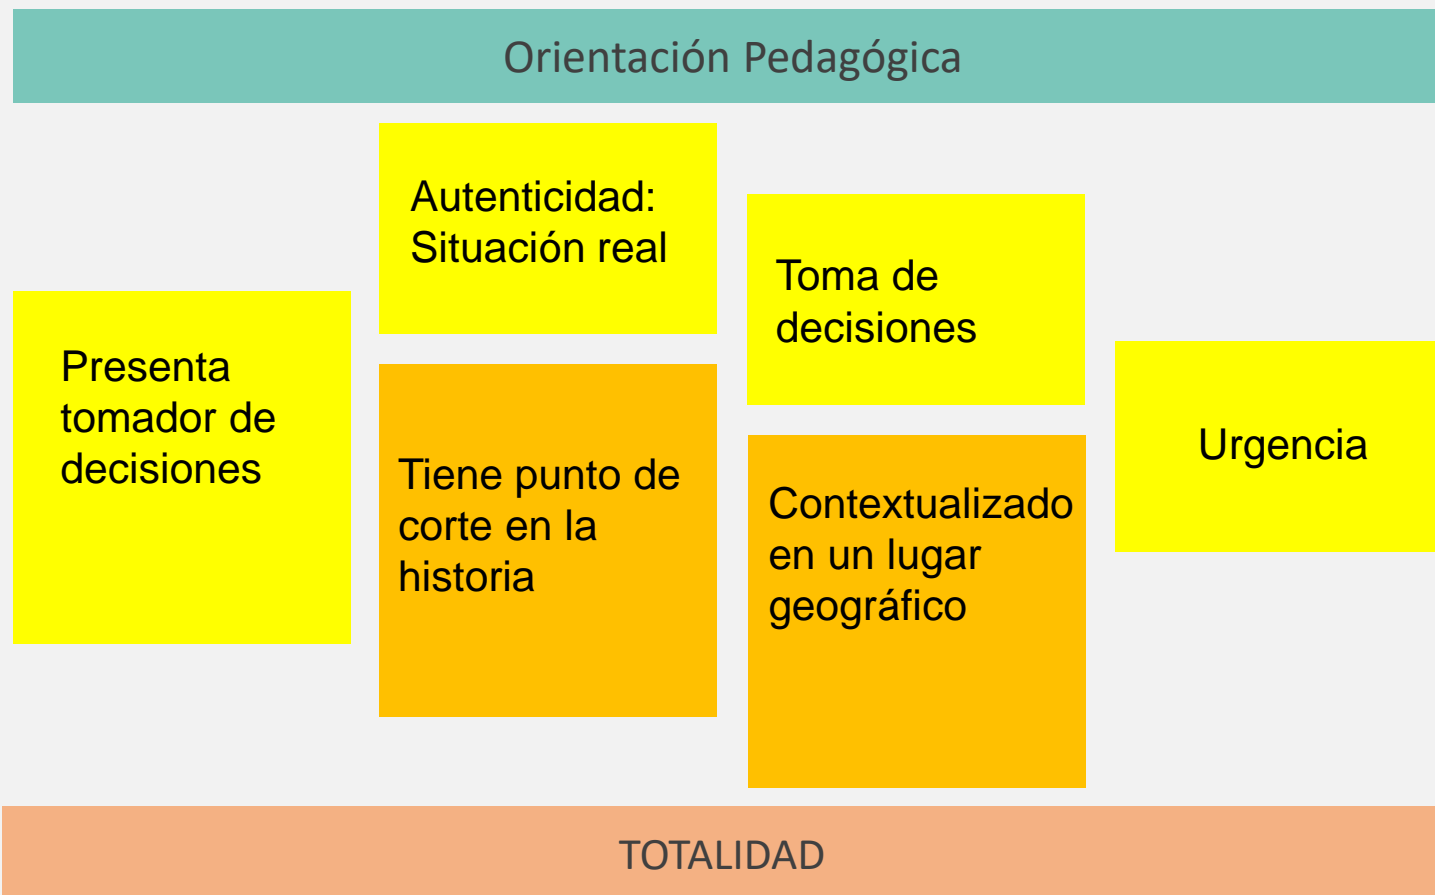 Orientación Pedagógica
Presenta
tomador de
decisiones
Autenticidad:
Situación real
Tiene punto de
corte en la
historia
Toma de
decisiones
Contextualizado
en un lugar
geográfico
Urgencia
TOTALIDAD